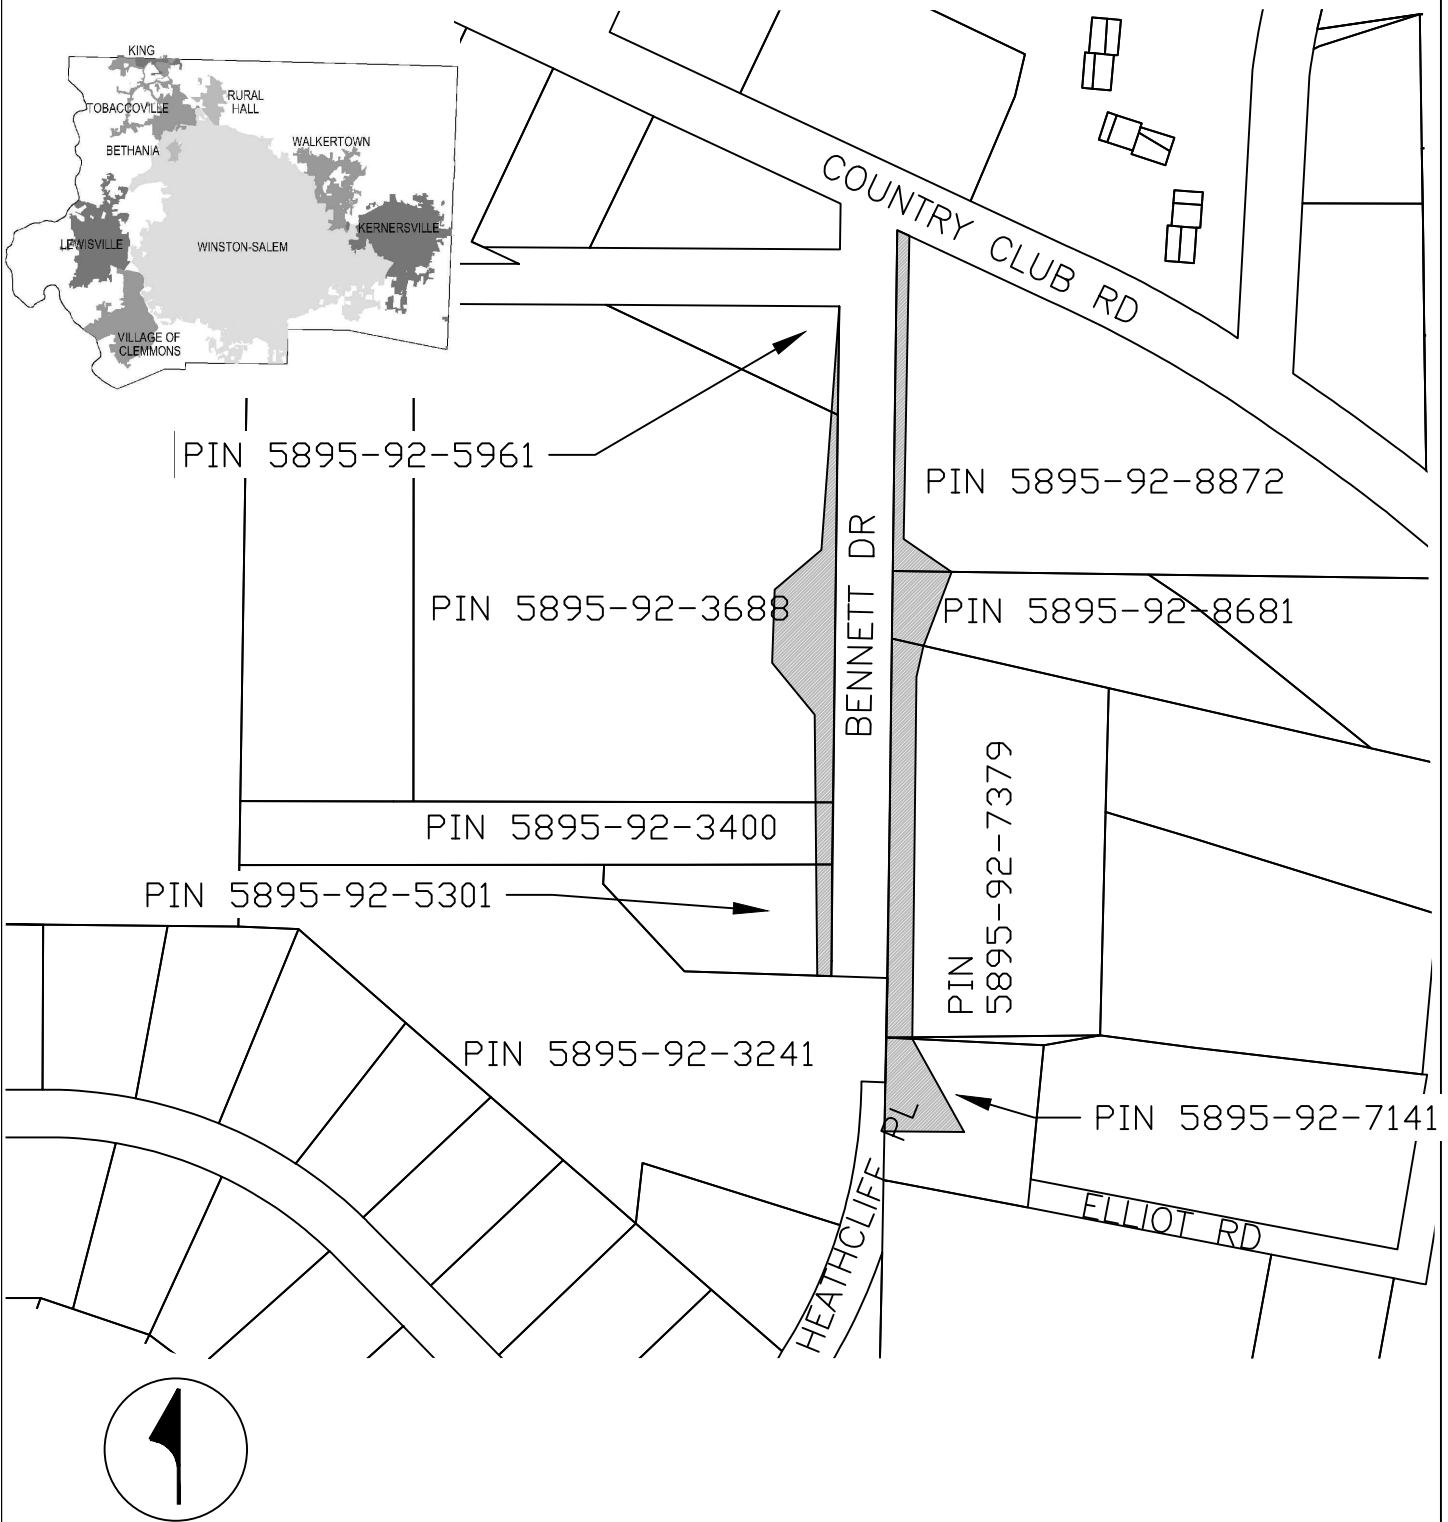 KING
TOBACCOVILLE
RURAL
HALL
BETHANIA
WALKERTOWN
LEWISVILLE
WINSTON-SALEM
KERNERSVILLE
VILLAGE OF
CLEMMONS
COUNTRY CLUB RD
PIN 5895-92-5961
PIN 5895-92-8872
BENNETT DR
PIN 5895-92-3688
PIN 5895-92-8681
PIN
5895-92-7379
PIN 5895-92-3400
PIN 5895-92-5301
PIN 5895-92-3241
PIN 5895-92-7141
HEATHCLIFF PL
ELLIOT RD